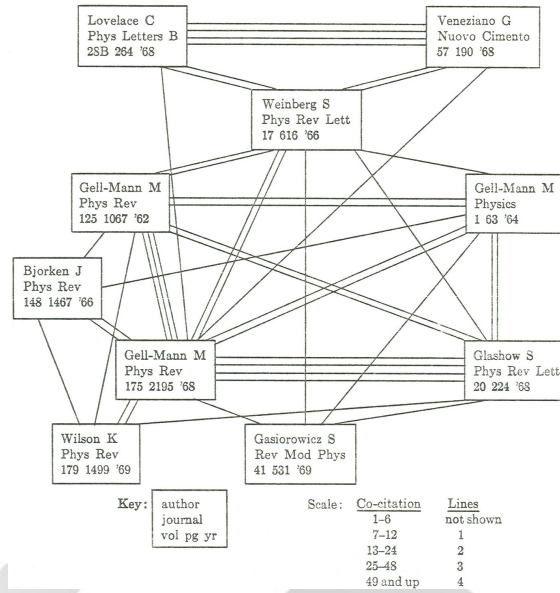 Lovelace C
Phys Letters B
28B 264 '68
Veneziano G
Nuovo Cimento
57 190 '68
Weinberg S
Phys Rev Lett
17 616 '66
Gell-Mann M
Phys Rev
125 1067 '62
Gell-Mann M
Physics
1 63 '64
Bjorken J
Phys Rev
148 1467 '66
Gell-Mann M
Phys Rev
175 2195 '68
Glashow S
Phys Rev Lett
20 224 '68
Wilson K
Phys Rev
179 1499 '69
Gasiorowicz S
Rev Mod Phys
41 531 '69
Key:
author
journal
vol pg yr
Scale: Co-citation Lines
1–6 not shown
7–12 1
13–24 2
25–48 3
49 and up 4